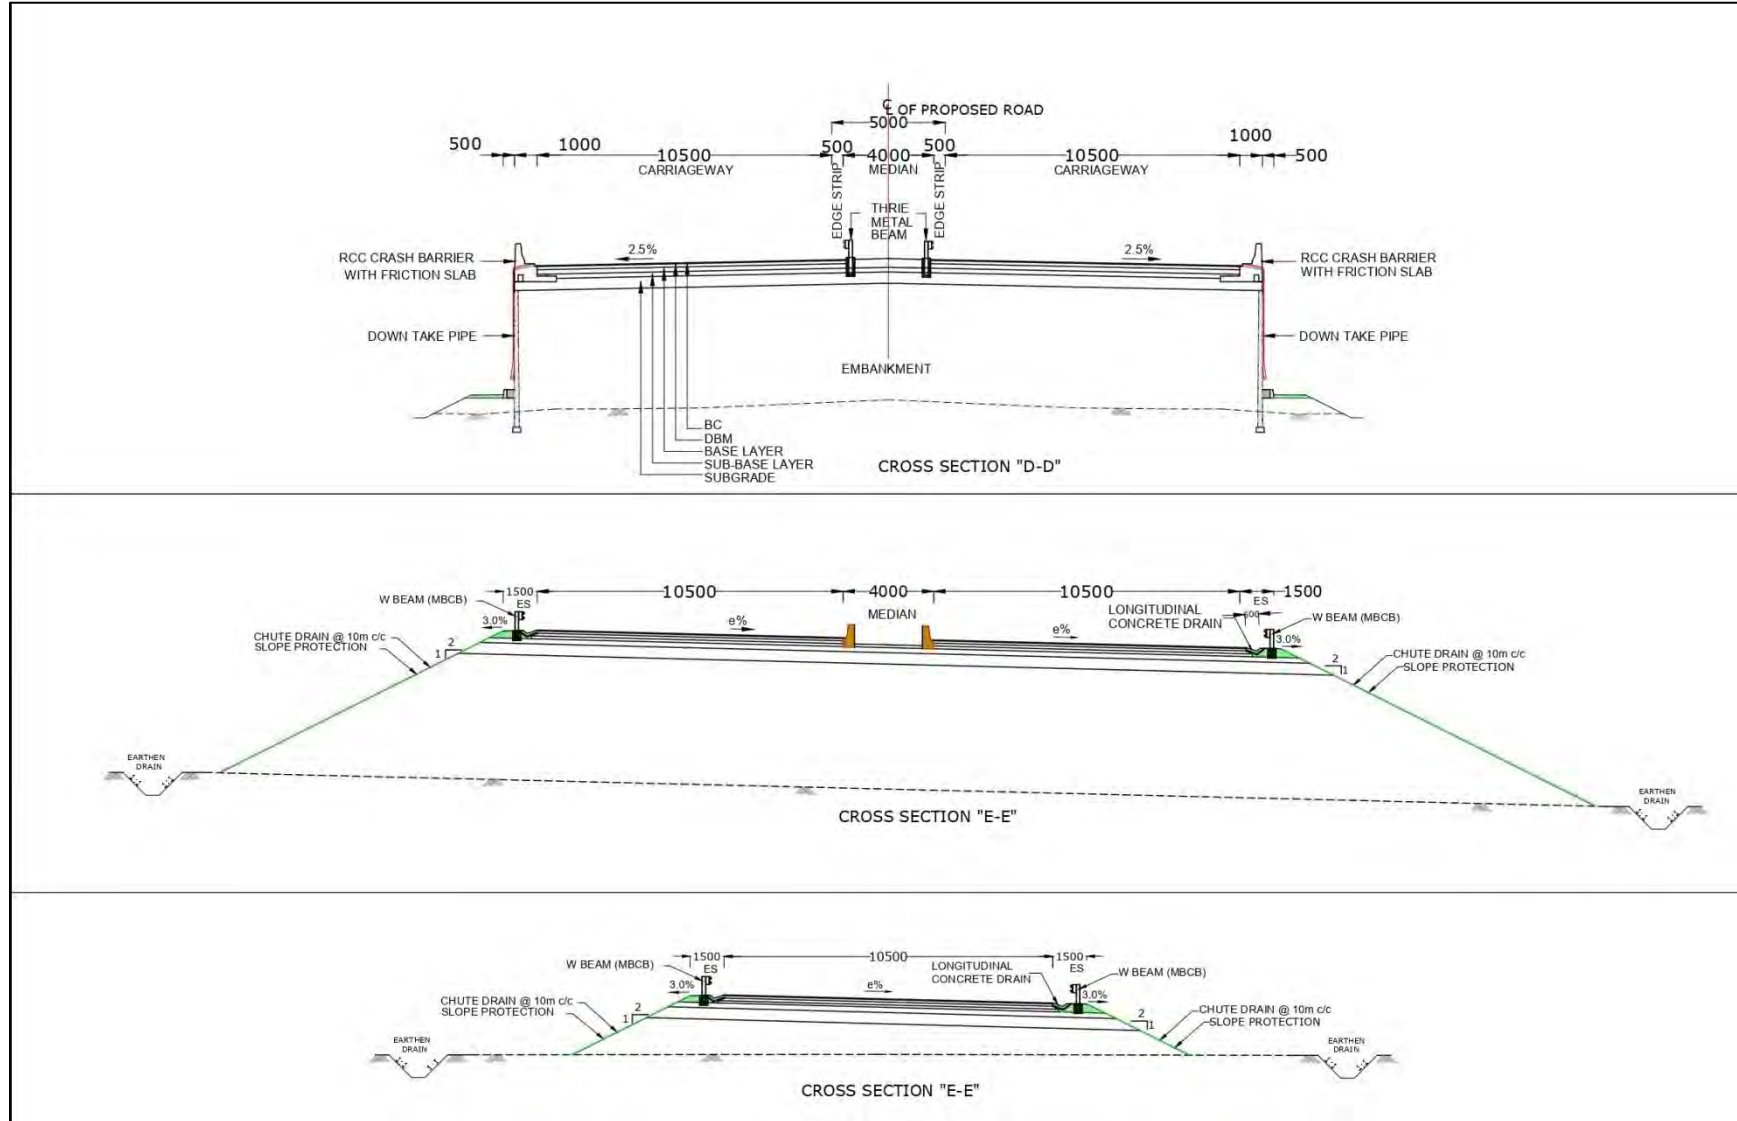 ℄ OF PROPOSED ROAD
5000
500
1000
10500
500
4000
500
10500
1000
500
CARRIAGEWAY
MEDIAN
CARRIAGEWAY
EDGE STRIP
EDGE STRIP
THRIE
METAL
BEAM
2.5%
2.5%
RCC CRASH BARRIER
WITH FRICTION SLAB
RCC CRASH BARRIER
WITH FRICTION SLAB
DOWN TAKE PIPE
DOWN TAKE PIPE
EMBANKMENT
BC
DBM
BASE LAYER
SUB-BASE LAYER
SUBGRADE
CROSS SECTION "D-D"
1500
ES
10500
4000
10500
ES
1500
MEDIAN
W BEAM (MBCB)
3.0%
e%
e%
LONGITUDINAL
CONCRETE DRAIN
600
W BEAM (MBCB)
3.0%
CHUTE DRAIN @ 10m c/c
SLOPE PROTECTION
2
1
2
1
CHUTE DRAIN @ 10m c/c
SLOPE PROTECTION
EARTHEN
DRAIN
EARTHEN
DRAIN
CROSS SECTION "E-E"
1500
ES
10500
1500
ES
W BEAM (MBCB)
3.0%
e%
LONGITUDINAL
CONCRETE DRAIN
W BEAM (MBCB)
3.0%
CHUTE DRAIN @ 10m c/c
SLOPE PROTECTION
2
1
2
1
CHUTE DRAIN @ 10m c/c
SLOPE PROTECTION
EARTHEN
DRAIN
EARTHEN
DRAIN
CROSS SECTION "E-E"